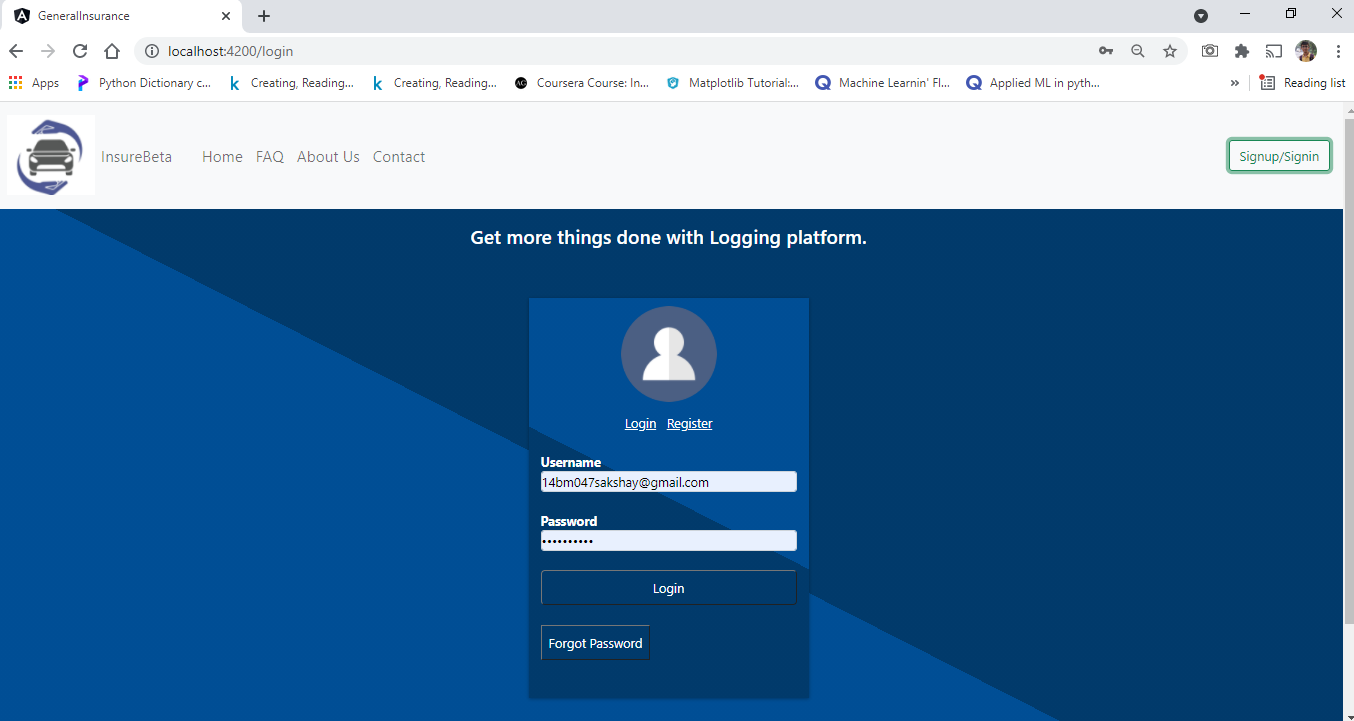 GeneralInsurance
localhost:4200/login
Apps Python Dictionary c... Creating, Reading... Creating, Reading... Coursera Course: In... Matplotlib Tutorial:... Machine Learnin' Fl... Applied ML in pyth... » Reading list
InsureBeta Home FAQ About Us Contact Signup/Signin
Get more things done with Logging platform.
Login Register
Username
14bm047sakshay@gmail.com
Password
••••••••••
Login
Forgot Password